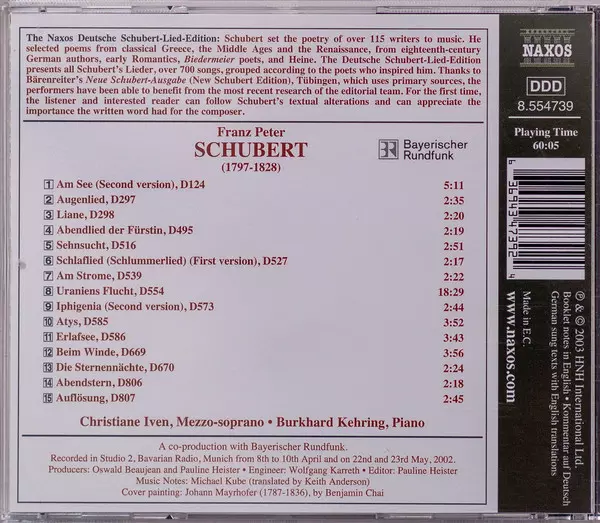 The Naxos Deutsche Schubert-Lied-Edition: Schubert set the poetry of over 115 writers to music. He
selected poems from classical Greece, the Middle Ages and the Renaissance, from eighteenth-century
German authors, early Romantics, Biedermeier poets, and Heine. The Deutsche Schubert-Lied-Edition
presents all Schubert's Lieder, over 700 songs, grouped according to the poets who inspired him. Thanks to
Bärenreiter's Neue Schubert-Ausgabe (New Schubert Edition), Tübingen, which uses primary sources, the
performers have been able to benefit from the most recent research of the editorial team. For the first time,
the listener and interested reader can follow Schubert's textual alterations and can appreciate the
importance the written word had for the composer.
Franz Peter
SCHUBERT
(1797-1828)
BR Bayerischer
Rundfunk
1 Am See (Second version), D124 5:11
2 Augenlied, D297 2:35
3 Liane, D298 2:20
4 Abendlied der Fürstin, D495 2:19
5 Sehnsucht, D516 2:51
6 Schlaflied (Schlummerlied) (First version), D527 2:17
7 Am Strome, D539 2:22
8 Uraniens Flucht, D554 18:29
9 Iphigenia (Second version), D573 2:44
10 Atys, D585 3:52
11 Erlafsee, D586 3:43
12 Beim Winde, D669 3:56
13 Die Sternennächte, D670 2:24
14 Abendstern, D806 2:18
15 Auflösung, D807 2:45
Christiane Iven, Mezzo-soprano • Burkhard Kehring, Piano
A co-production with Bayerischer Rundfunk.
Recorded in Studio 2, Bavarian Radio, Munich from 8th to 10th April and on 22nd and 23rd May, 2002.
Producers: Oswald Beaujean and Pauline Heister • Engineer: Wolfgang Karreth • Editor: Pauline Heister
Music Notes: Michael Kube (translated by Keith Anderson)
Cover painting: Johann Mayrhofer (1787-1836), by Benjamin Chai
NAXOS
DDD
8.554739
Playing Time
60:05
6 36943 47392 4
℗ & © 2003 HNH International Ltd.
Booklet notes in English • Kommentar auf Deutsch
German sung texts with English translations
Made in E.C.
www.naxos.com